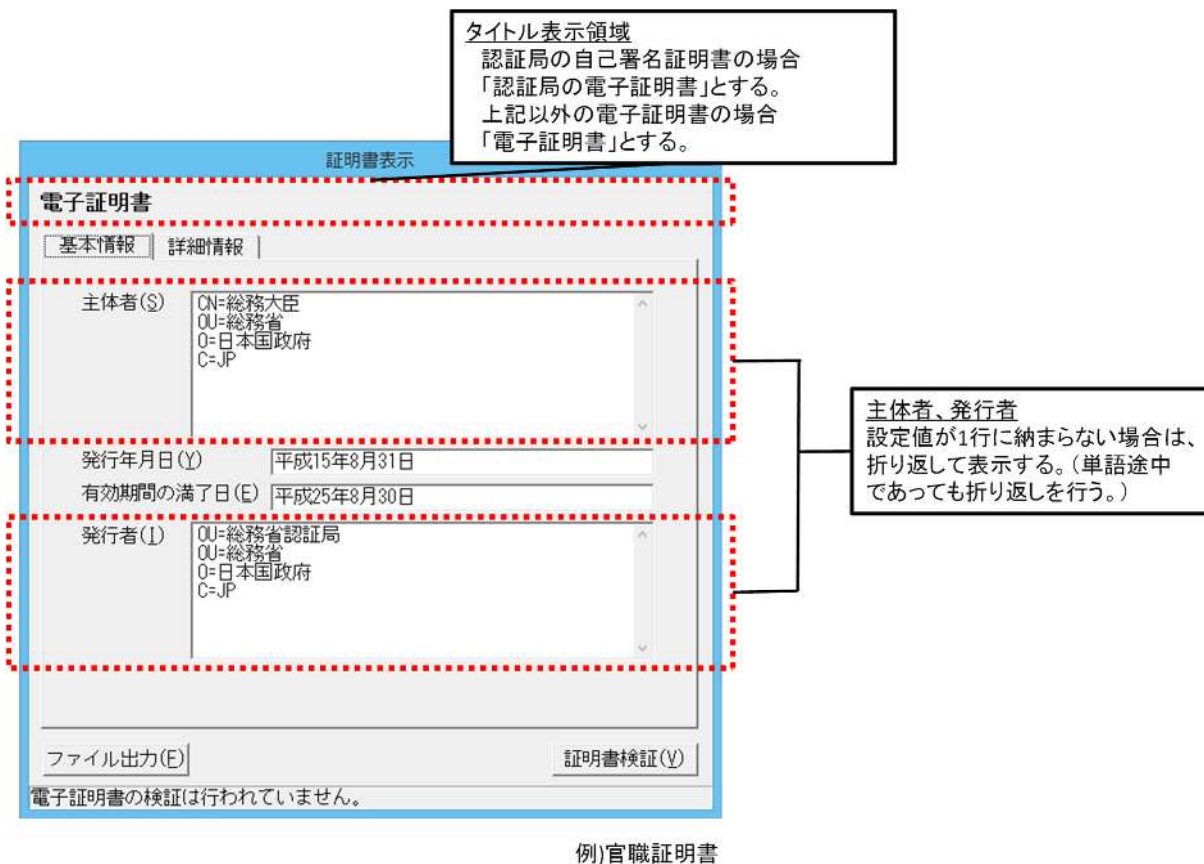 タイトル表示領域
認証局の自己署名証明書の場合
「認証局の電子証明書」とする。
上記以外の電子証明書の場合
「電子証明書」とする。
証明書表示
電子証明書
基本情報 詳細情報
主体者(S)
CN=総務大臣
OU=総務省
O=日本国政府
C=JP
主体者、発行者
設定値が1行に納まらない場合は、
折り返して表示する。(単語途中
であっても折り返しを行う。)
発行年月日(Y) 平成15年8月31日
有効期間の満了日(E) 平成25年8月30日
発行者(I)
OU=総務省認証局
OU=総務省
O=日本国政府
C=JP
ファイル出力(F) 証明書検証(V)
電子証明書の検証は行われていません。
例)官職証明書